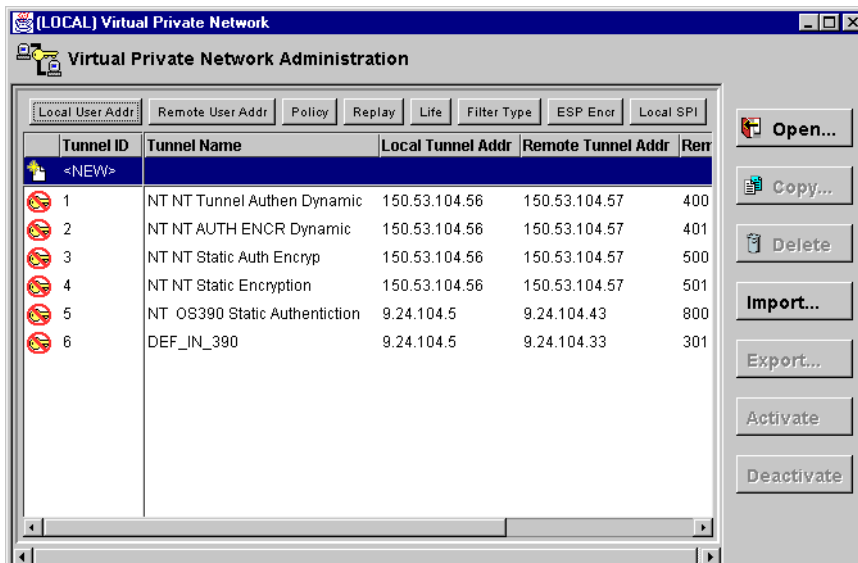 (LOCAL) Virtual Private Network
Virtual Private Network Administration
Local User Addr Remote User Addr Policy Replay Life Filter Type ESP Encr Local SPI
Tunnel ID Tunnel Name Local Tunnel Addr Remote Tunnel Addr Rem
<NEW>
1 NT NT Tunnel Authen Dynamic 150.53.104.56 150.53.104.57 400
2 NT NT AUTH ENCR Dynamic 150.53.104.56 150.53.104.57 401
3 NT NT Static Auth Encryp 150.53.104.56 150.53.104.57 500
4 NT NT Static Encryption 150.53.104.56 150.53.104.57 501
5 NT OS390 Static Authentiction 9.24.104.5 9.24.104.43 800
6 DEF_IN_390 9.24.104.5 9.24.104.33 301
Open...
Copy...
Delete
Import...
Export...
Activate
Deactivate